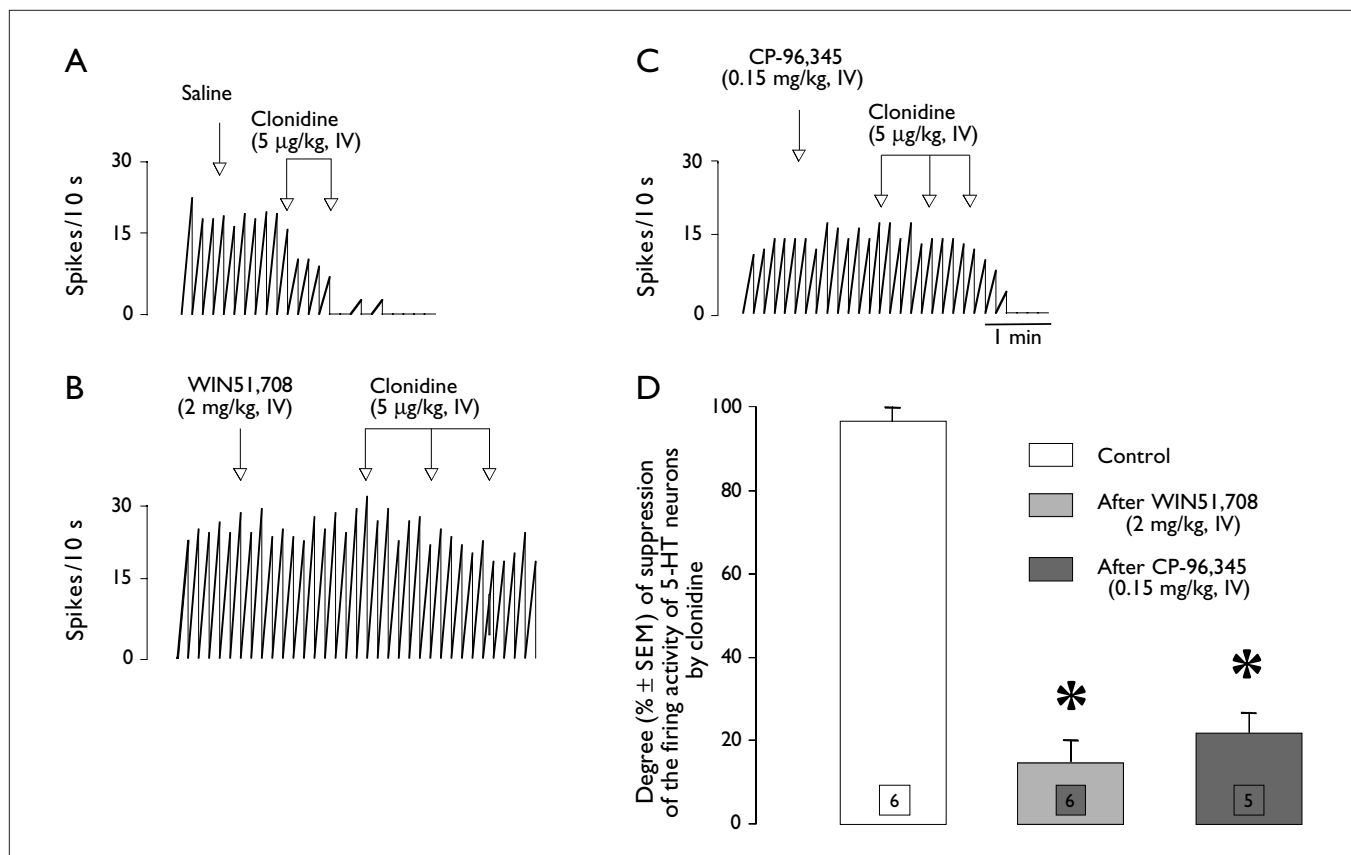 A
Saline
Clonidine
(5 µg/kg, IV)
30
15
0
Spikes/10 s
C
CP-96,345
(0.15 mg/kg, IV)
Clonidine
(5 µg/kg, IV)
30
15
0
Spikes/10 s
1 min
B
WIN51,708
(2 mg/kg, IV)
Clonidine
(5 µg/kg, IV)
30
15
0
Spikes/10 s
D
100
80
60
40
20
0
Degree (% ± SEM) of suppression
of the firing activity of 5-HT neurons
by clonidine
Control
After WIN51,708
(2 mg/kg, IV)
After CP-96,345
(0.15 mg/kg, IV)
*
*
6
6
5